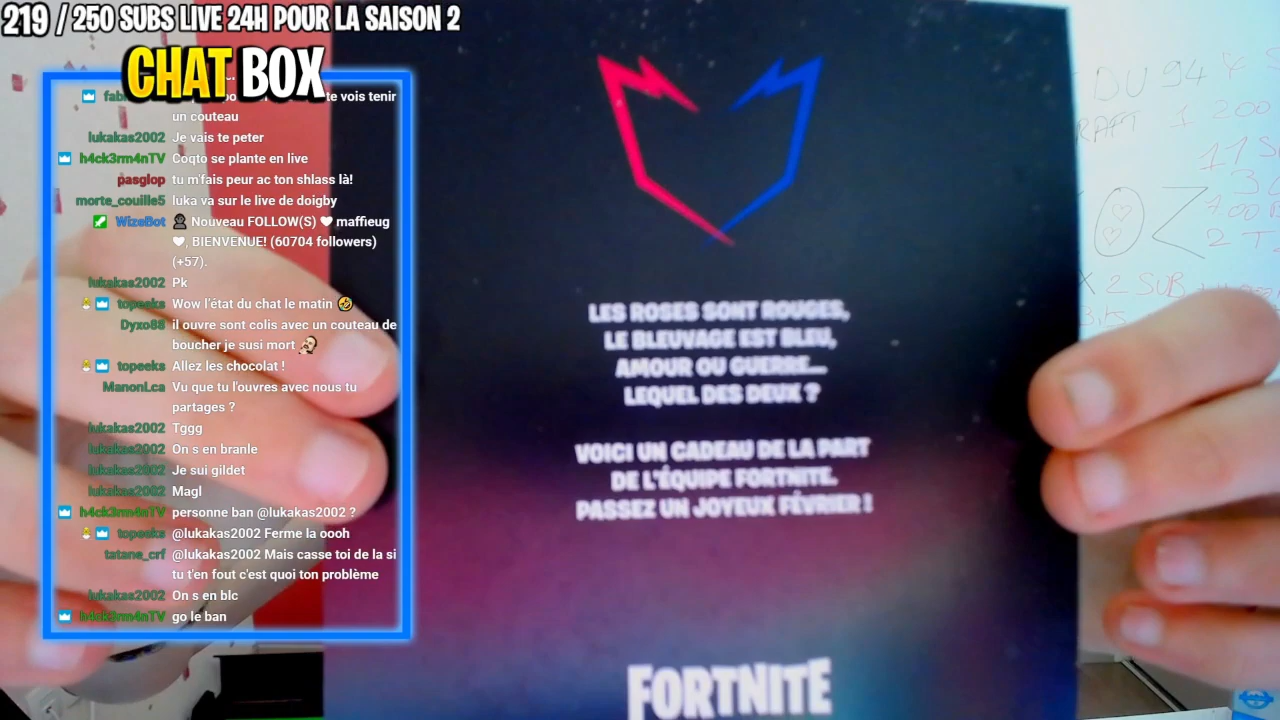 219 / 250 SUBS LIVE 24H POUR LA SAISON 2
CHAT BOX
te vois tenir
un couteau
lukakas2002 Je vais te peter
h4ck3rm4nTV Coqto se plante en live
pasglop tu m'fais peur ac ton shlass là!
morte_couille5 luka va sur le live de doigby
WizeBot Nouveau FOLLOW(S) ❤ maffieug
❤, BIENVENUE! (60704 followers)
(+57).
lukakas2002 Pk
topeeks Wow l'état du chat le matin 🤣
Dyxo88 il ouvre sont colis avec un couteau de
boucher je susi mort
topeeks Allez les chocolat !
ManonLca Vu que tu l'ouvres avec nous tu
partages ?
lukakas2002 Tggg
lukakas2002 On s en branle
lukakas2002 Je sui gildet
lukakas2002 Magl
h4ck3rm4nTV personne ban @lukakas2002 ?
topeeks @lukakas2002 Ferme la oooh
tatane_crf @lukakas2002 Mais casse toi de la si
tu t'en fout c'est quoi ton problème
lukakas2002 On s en blc
h4ck3rm4nTV go le ban
LES ROSES SONT ROUGES,
LE BLEUVAGE EST BLEU,
AMOUR OU GUERRE...
LEQUEL DES DEUX ?
VOICI UN CADEAU DE LA PART
DE L'ÉQUIPE FORTNITE.
PASSEZ UN JOYEUX FÉVRIER !
FORTNITE
DU 94
1 200
2 SUB